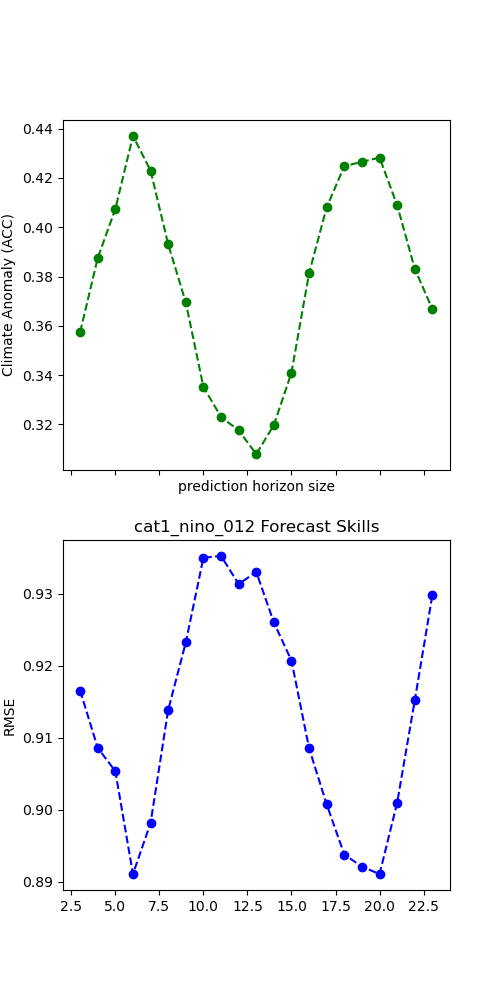 0.44
0.42
0.40
0.38
0.36
0.34
0.32
Climate Anomaly (ACC)
prediction horizon size
cat1_nino_012 Forecast Skills
0.93
0.92
0.91
0.90
0.89
RMSE
2.5 5.0 7.5 10.0 12.5 15.0 17.5 20.0 22.5